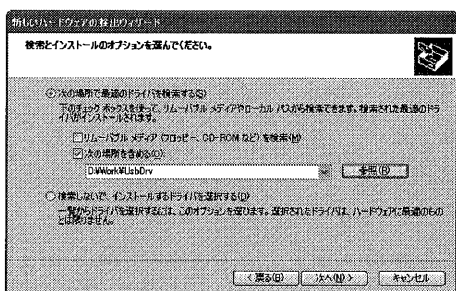 新しいハードウェアの検出ウィザード
検索とインストールのオプションを選んでください。
次の場所で最適のドライバを検索する(S)
下のチェック ボックスを使って、リムーバブル メディアやローカル パスから検索できます。検索された最適のドラ
イバがインストールされます。
リムーバブル メディア (フロッピー、CD-ROM など) を検索(M)
次の場所を含める(O):
D:¥Work¥UsbDrv
参照(R)
検索しないで、インストールするドライバを選択する(D)
一覧からドライバを選択するには、このオプションを選びます。選択されたドライバは、ハードウェアに最適のもの
とは限りません。
< 戻る(B)
次へ(N) >
キャンセル